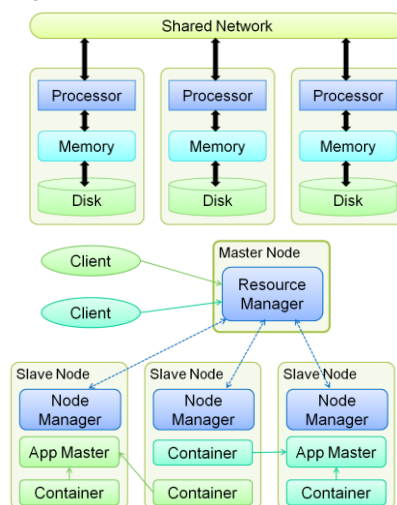 Shared Network
Processor Processor Processor
Memory Memory Memory
Disk Disk Disk
Master Node
Client
Resource
Manager
Client
Slave Node Slave Node Slave Node
Node Node Node
Manager Manager Manager
App Master Container App Master
Container Container Container